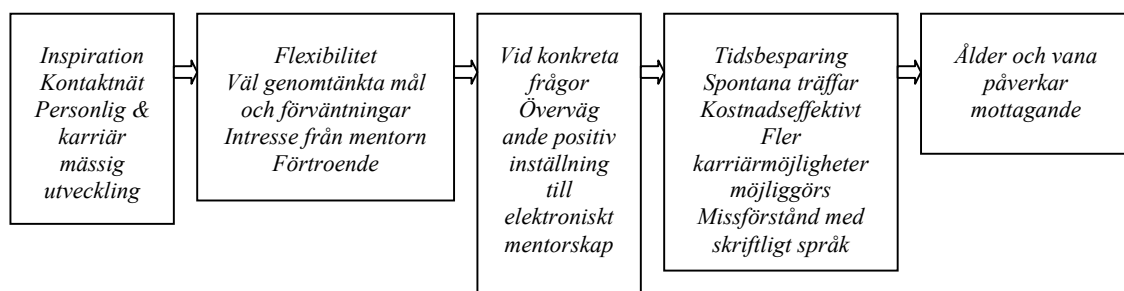 Inspiration
Kontaktnät
Personlig &
karriär
mässig
utveckling
Flexibilitet
Väl genomtänkta mål
och förväntningar
Intresse från mentorn
Förtroende
Vid konkreta
frågor
Överväg
ande positiv
inställning
till
elektroniskt
mentorskap
Tidsbesparing
Spontana träffar
Kostnadseffektivt
Fler
karriärmöjligheter
möjliggörs
Missförstånd med
skriftligt språk
Ålder och vana
påverkar
mottagande